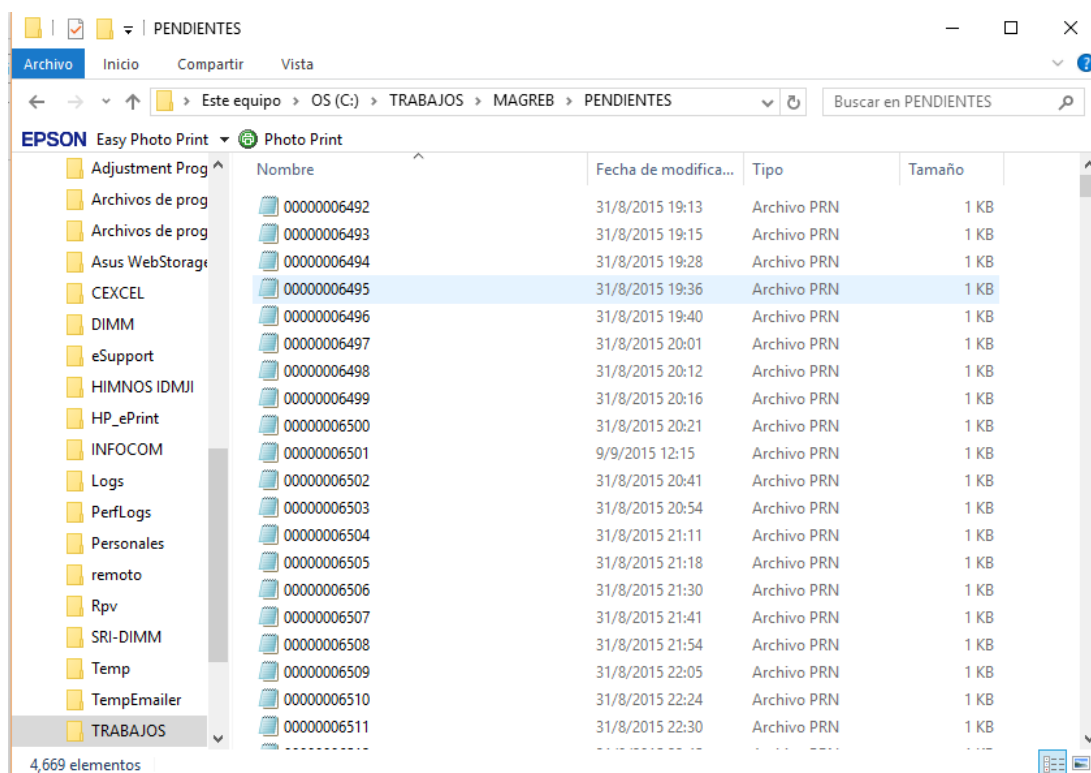 PENDIENTES
Archivo Inicio Compartir Vista
Este equipo > OS (C:) > TRABAJOS > MAGREB > PENDIENTES Buscar en PENDIENTES
EPSON Easy Photo Print Photo Print
Nombre Fecha de modifica... Tipo Tamaño
Adjustment Prog
Archivos de prog
Archivos de prog
Asus WebStorage
CEXCEL
DIMM
eSupport
HIMNOS IDMJI
HP_ePrint
INFOCOM
Logs
PerfLogs
Personales
remoto
Rpv
SRI-DIMM
Temp
TempEmailer
TRABAJOS
00000006492 31/8/2015 19:13 Archivo PRN 1 KB
00000006493 31/8/2015 19:15 Archivo PRN 1 KB
00000006494 31/8/2015 19:28 Archivo PRN 1 KB
00000006495 31/8/2015 19:36 Archivo PRN 1 KB
00000006496 31/8/2015 19:40 Archivo PRN 1 KB
00000006497 31/8/2015 20:01 Archivo PRN 1 KB
00000006498 31/8/2015 20:12 Archivo PRN 1 KB
00000006499 31/8/2015 20:16 Archivo PRN 1 KB
00000006500 31/8/2015 20:21 Archivo PRN 1 KB
00000006501 9/9/2015 12:15 Archivo PRN 1 KB
00000006502 31/8/2015 20:41 Archivo PRN 1 KB
00000006503 31/8/2015 20:54 Archivo PRN 1 KB
00000006504 31/8/2015 21:11 Archivo PRN 1 KB
00000006505 31/8/2015 21:18 Archivo PRN 1 KB
00000006506 31/8/2015 21:30 Archivo PRN 1 KB
00000006507 31/8/2015 21:41 Archivo PRN 1 KB
00000006508 31/8/2015 21:54 Archivo PRN 1 KB
00000006509 31/8/2015 22:05 Archivo PRN 1 KB
00000006510 31/8/2015 22:24 Archivo PRN 1 KB
00000006511 31/8/2015 22:30 Archivo PRN 1 KB
4,669 elementos